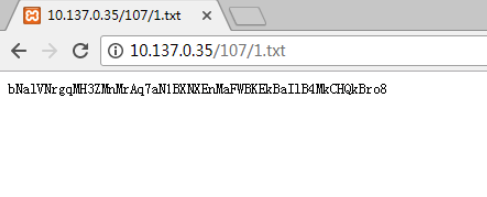 10.137.0.35/107/1.txt
10.137.0.35/107/1.txt
bNalVNrgqMH3ZMnMrAq7aN1BXNXEnMaFWBKEkBaIlB4MkCHQkBro8